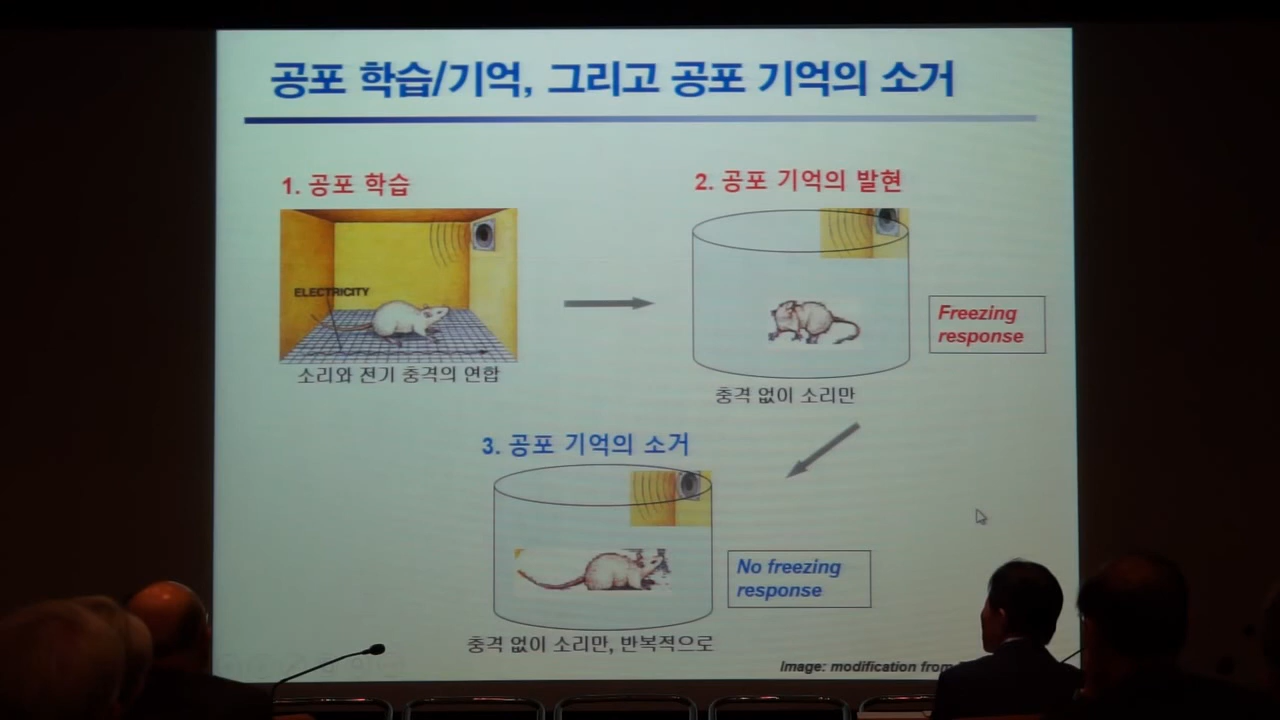 공포 학습/기억, 그리고 공포 기억의 소거
1. 공포 학습
ELECTRICITY
소리와 전기 충격의 연합
2. 공포 기억의 발현
Freezing
response
충격 없이 소리만
3. 공포 기억의 소거
No freezing
response
충격 없이 소리만, 반복적으로
Image: modification from